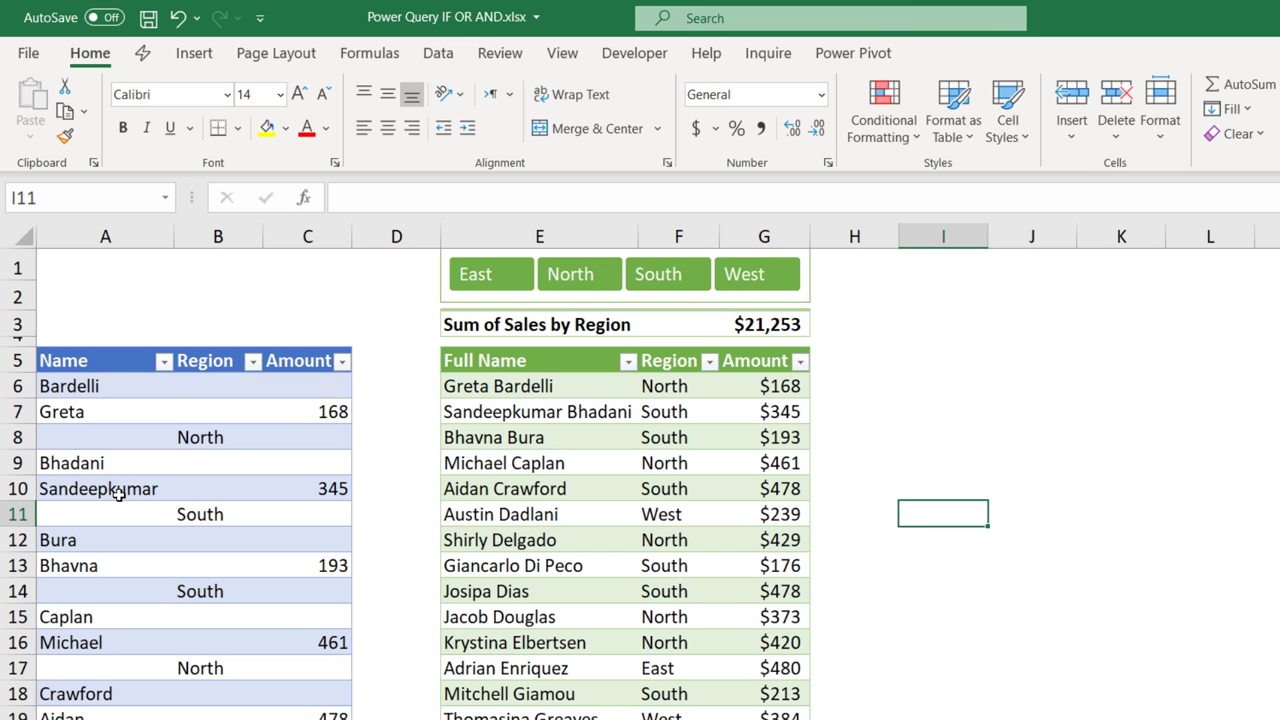 AutoSave Off Power Query IF OR AND.xlsx Search
File Home Insert Page Layout Formulas Data Review View Developer Help Inquire Power Pivot
Paste
Clipboard
Calibri 14 A^ Aˇ
B I U A
Font
Wrap Text
Merge & Center
Alignment
General
$ % 9
Number
Conditional Formatting
Format as Table
Cell Styles
Styles
Insert Delete Format
Cells
AutoSum
Fill
Clear
I11 fx
A B C D E F G H I J K L
1 East North South West
2
3 Sum of Sales by Region $21,253
4
5 Name Region Amount Full Name Region Amount
6 Bardelli Greta Bardelli North $168
7 Greta 168 Sandeepkumar Bhadani South $345
8 North Bhavna Bura South $193
9 Bhadani Michael Caplan North $461
10 Sandeepkumar 345 Aidan Crawford South $478
11 South Austin Dadlani West $239
12 Bura Shirly Delgado North $429
13 Bhavna 193 Giancarlo Di Peco South $176
14 South Josipa Dias South $478
15 Caplan Jacob Douglas North $373
16 Michael 461 Krystina Elbertsen North $420
17 North Adrian Enriquez East $480
18 Crawford Mitchell Giamou South $213
19 Aidan 478 Thomasina Greaves West $384